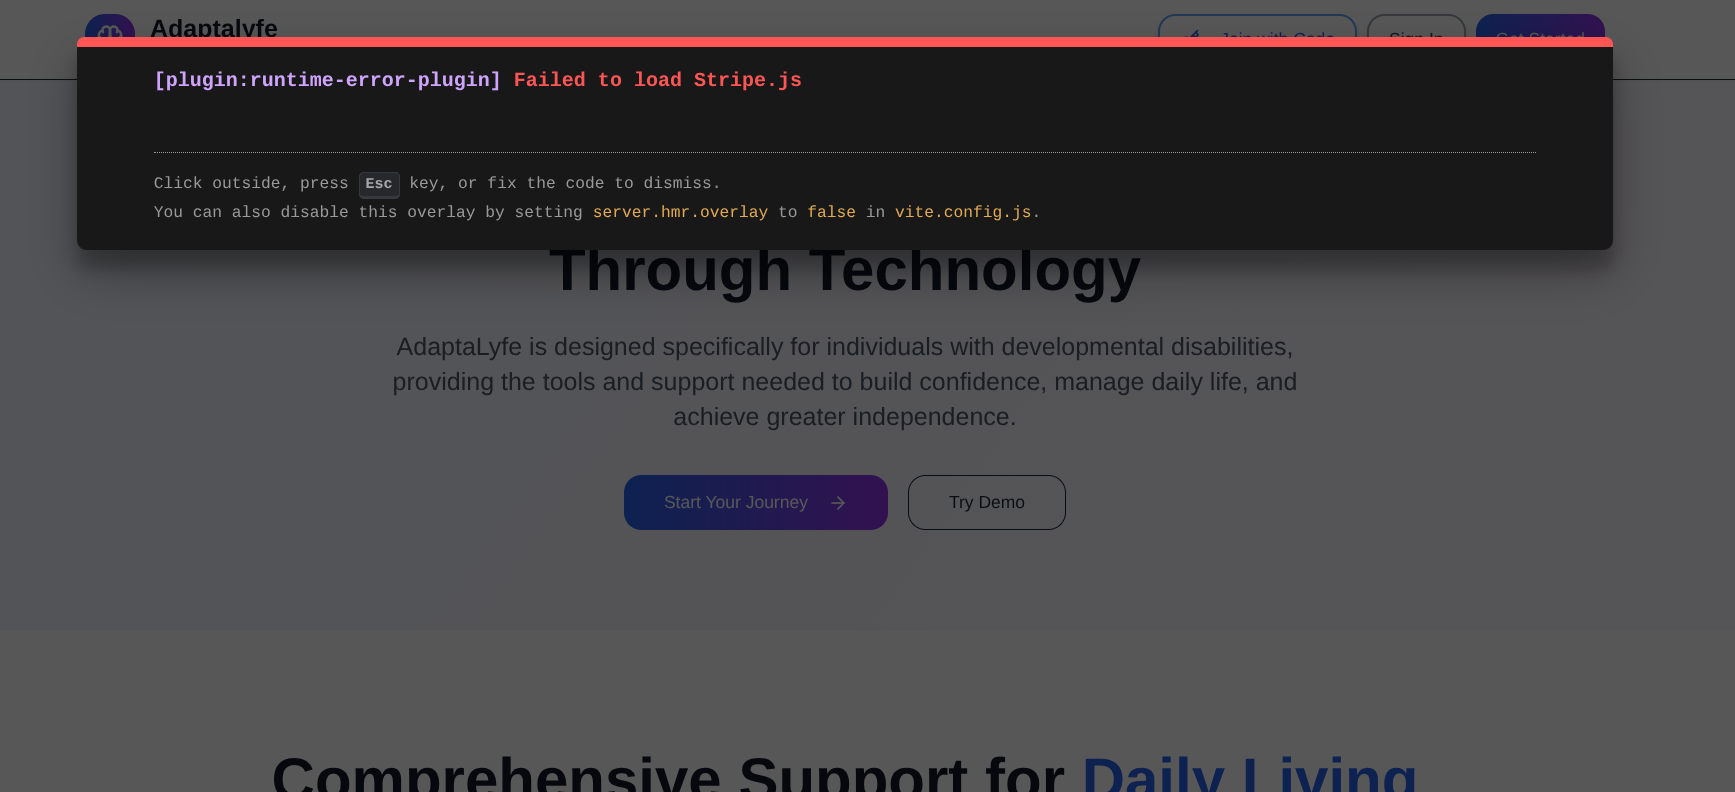 Adaptalyfe
Join with Code Sign In Get Started
[plugin:runtime-error-plugin] Failed to load Stripe.js
Click outside, press Esc key, or fix the code to dismiss.
You can also disable this overlay by setting server.hmr.overlay to false in vite.config.js.
Through Technology
AdaptaLyfe is designed specifically for individuals with developmental disabilities,
providing the tools and support needed to build confidence, manage daily life, and
achieve greater independence.
Start Your Journey Try Demo
Comprehensive Support for Daily Living